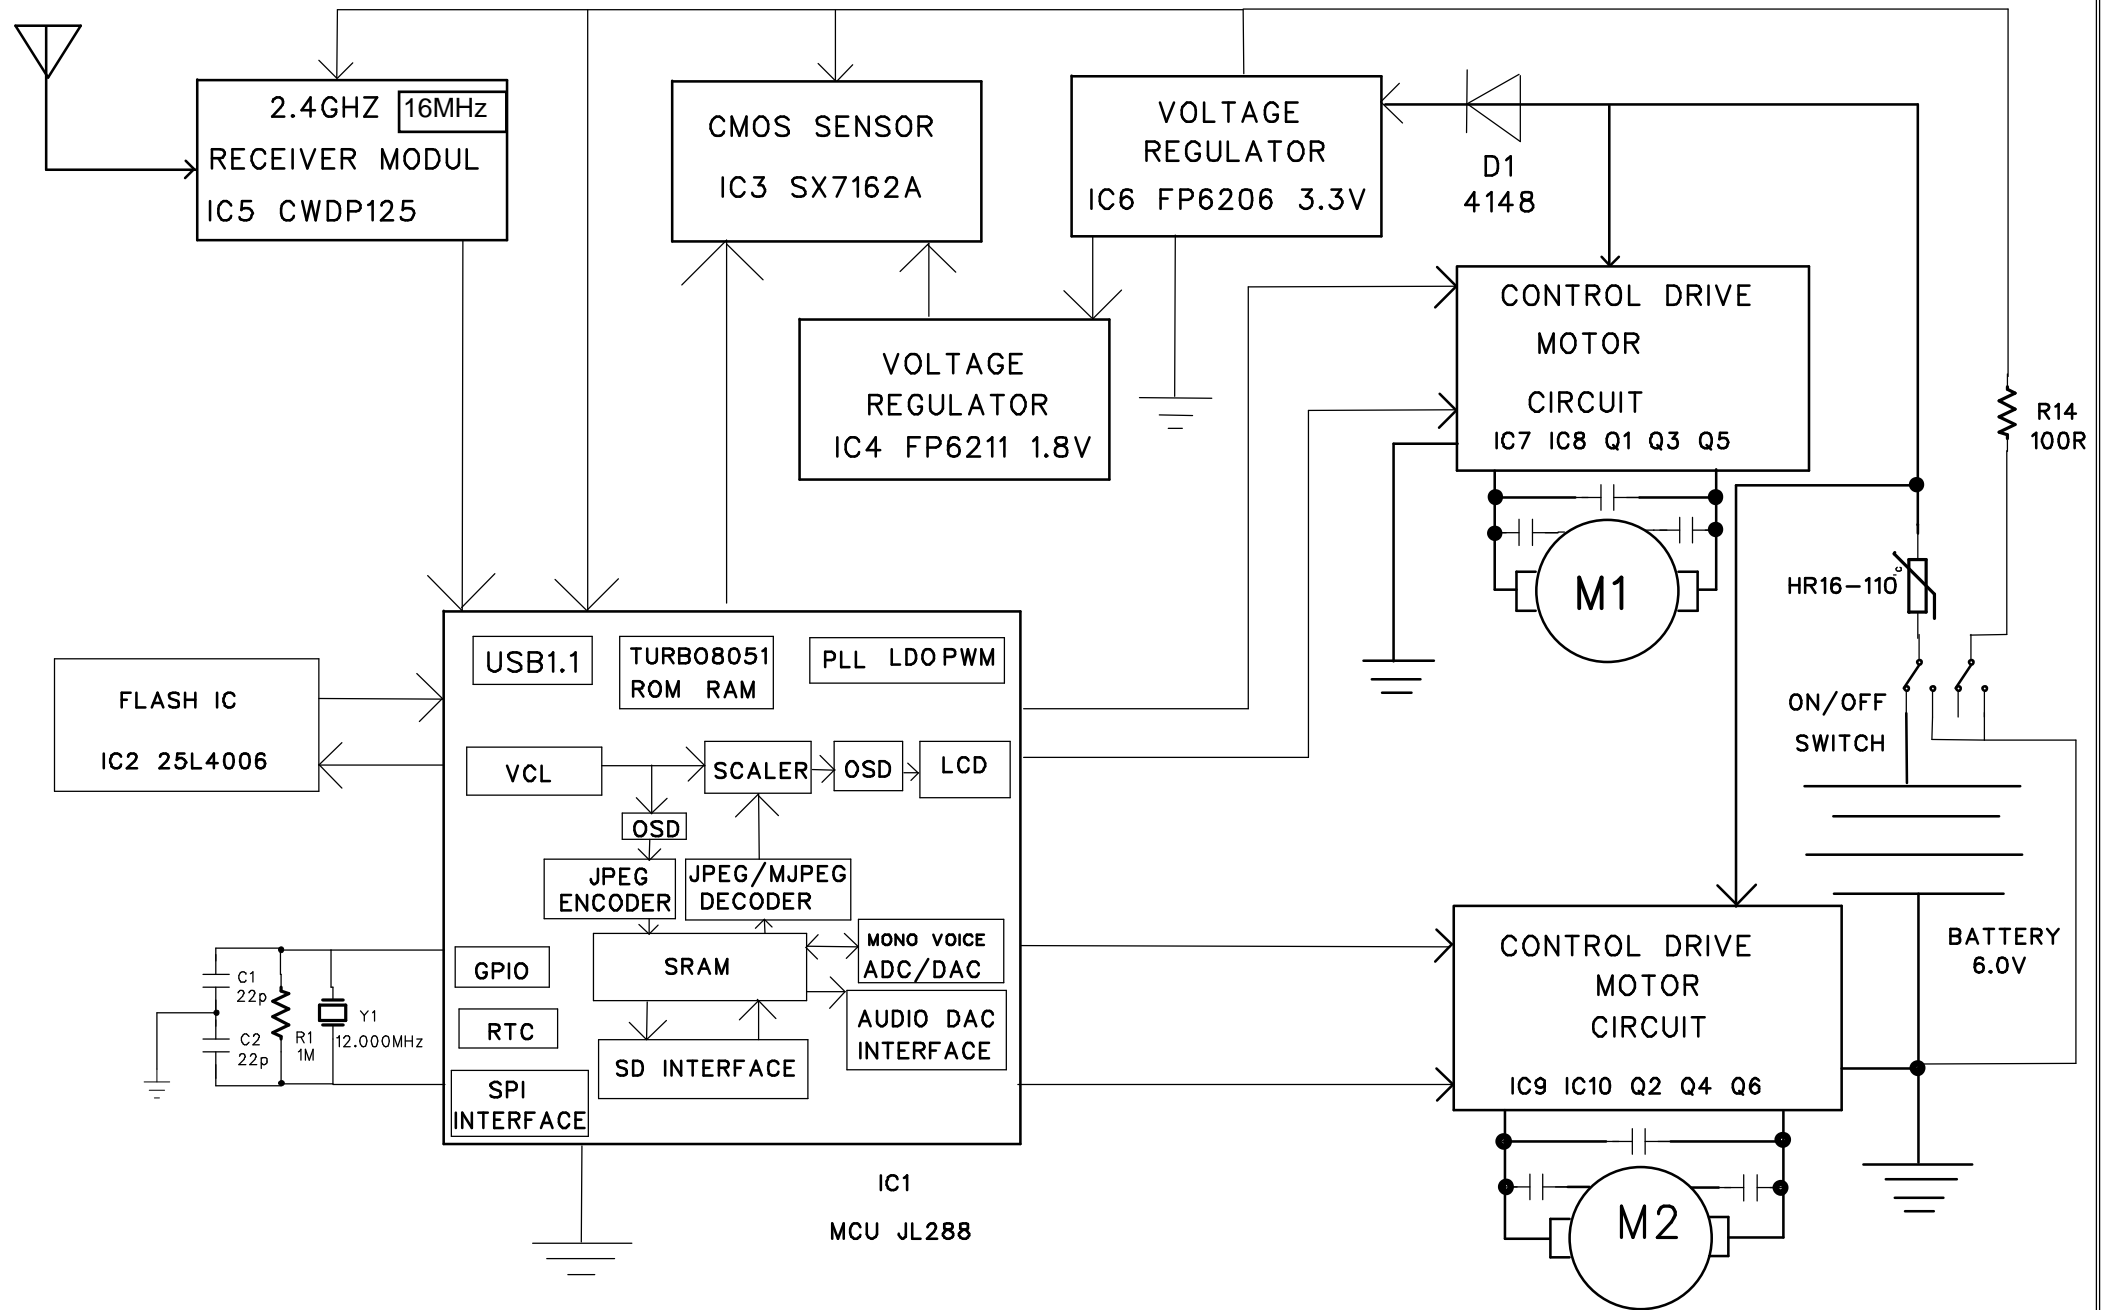 2.4GHZ 16MHz
RECEIVER MODUL
IC5 CWDP125
CMOS SENSOR
IC3 SX7162A
VOLTAGE
REGULATOR
IC6 FP6206 3.3V
D1
4148
VOLTAGE
REGULATOR
IC4 FP6211 1.8V
CONTROL DRIVE
MOTOR
CIRCUIT
IC7 IC8 Q1 Q3 Q5
M1
R14
100R
HR16-110°C
ON/OFF
SWITCH
BATTERY
6.0V
FLASH IC
IC2 25L4006
USB1.1
TURBO8051
ROM RAM
PLL LDO PWM
VCL
SCALER
OSD
LCD
OSD
JPEG
ENCODER
JPEG/MJPEG
DECODER
SRAM
MONO VOICE
ADC/DAC
AUDIO DAC
INTERFACE
SD INTERFACE
GPIO
RTC
SPI
INTERFACE
C1
22p
C2
22p
R1
1M
Y1
12.000MHz
IC1
MCU JL288
CONTROL DRIVE
MOTOR
CIRCUIT
IC9 IC10 Q2 Q4 Q6
M2